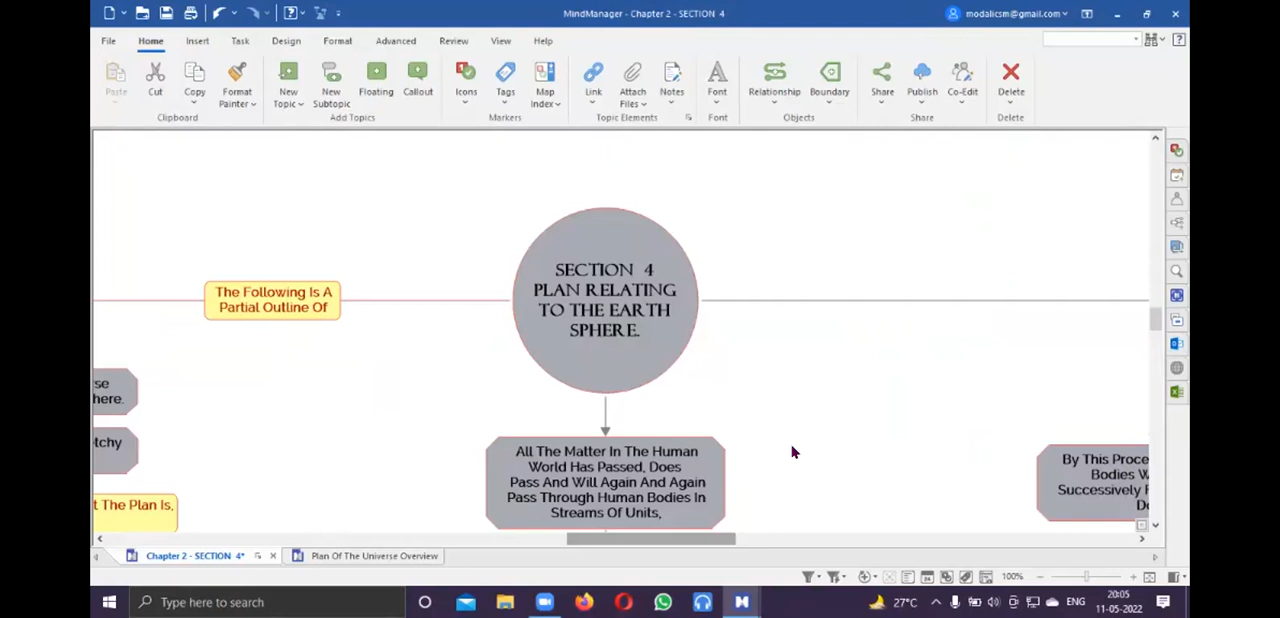 MindManager - Chapter 2 - SECTION 4
modalicsm@gmail.com
File Home Insert Task Design Format Advanced Review View Help
Paste Cut Copy Format Painter
New Topic New Subtopic Floating Callout
Icons Tags Map Index
Link Attach Files Notes
Font
Relationship Boundary
Share Publish Co-Edit
Delete
Clipboard Add Topics Markers Topic Elements Font Objects Share Delete
SECTION 4
PLAN RELATING
TO THE EARTH
SPHERE.
The Following Is A
Partial Outline Of
here.
t The Plan Is,
All The Matter In The Human
World Has Passed, Does
Pass And Will Again And Again
Pass Through Human Bodies In
Streams Of Units,
By This Proce
Bodies W
Successively
Chapter 2 - SECTION 4* Plan Of The Universe Overview
100%
Type here to search
27°C
ENG
20:05
11-05-2022